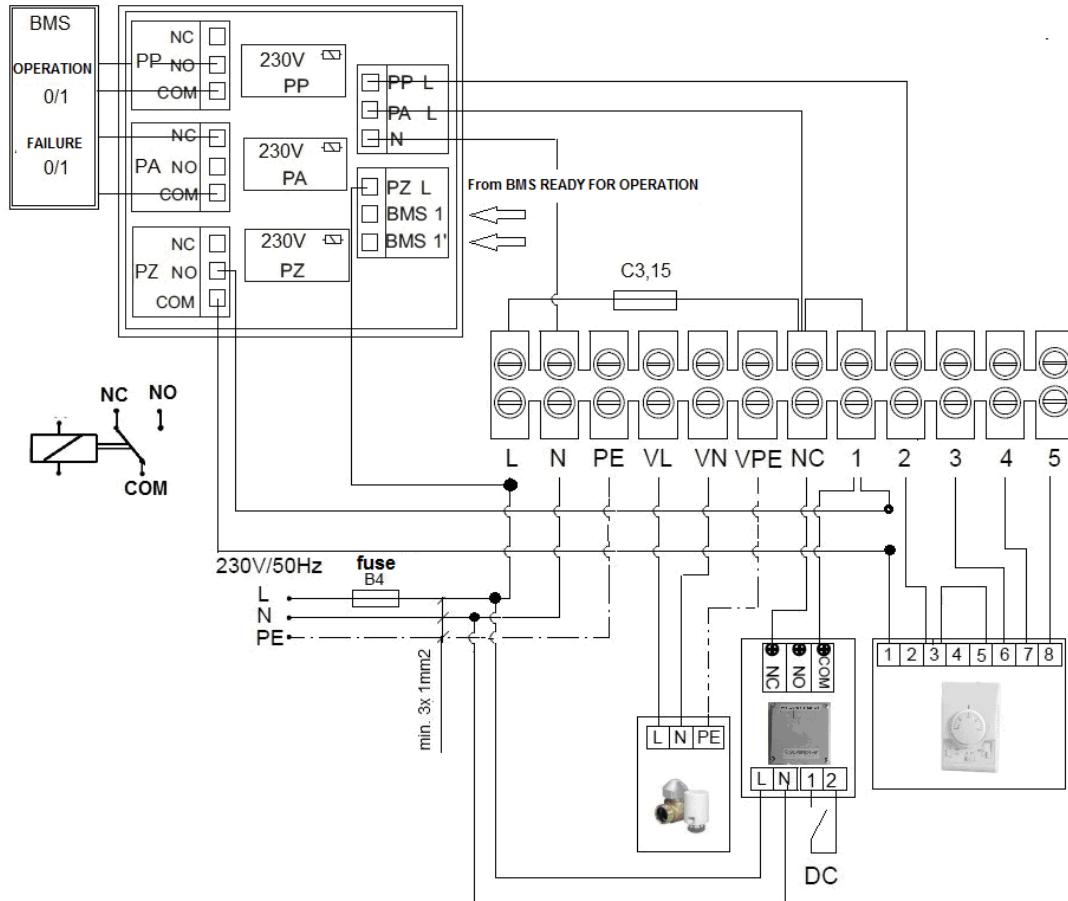 BMS
OPERATION
0/1
FAILURE
0/1
NC
PP NO
COM
230V
PP
NC
PA NO
COM
230V
PA
NC
PZ NO
COM
230V
PZ
PP L
PA L
N
PZ L
BMS 1
BMS 1'
From BMS READY FOR OPERATION
C3,15
NC NO
COM
L N PE VL VN VPE NC 1 2 3 4 5
230V/50Hz
fuse
B4
L
N
PE
min. 3x 1mm2
L N PE
NC NO COM
L N 1 2
DC
1 2 3 4 5 6 7 8